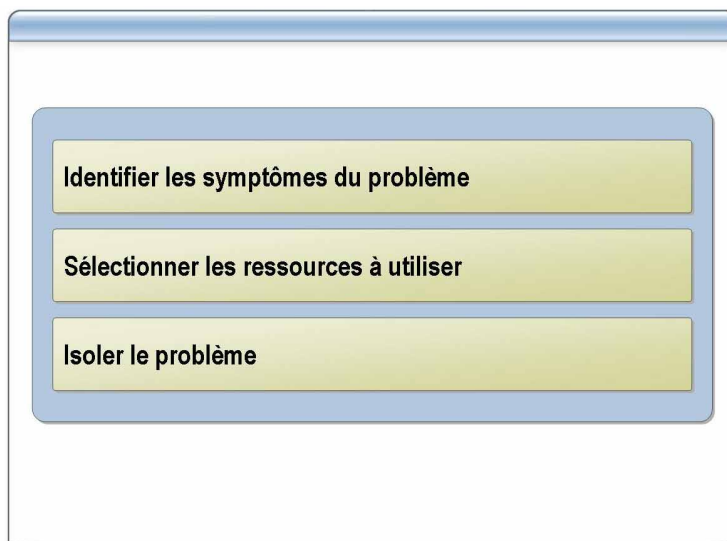 Identifier les symptômes du problème
Sélectionner les ressources à utiliser
Isoler le problème